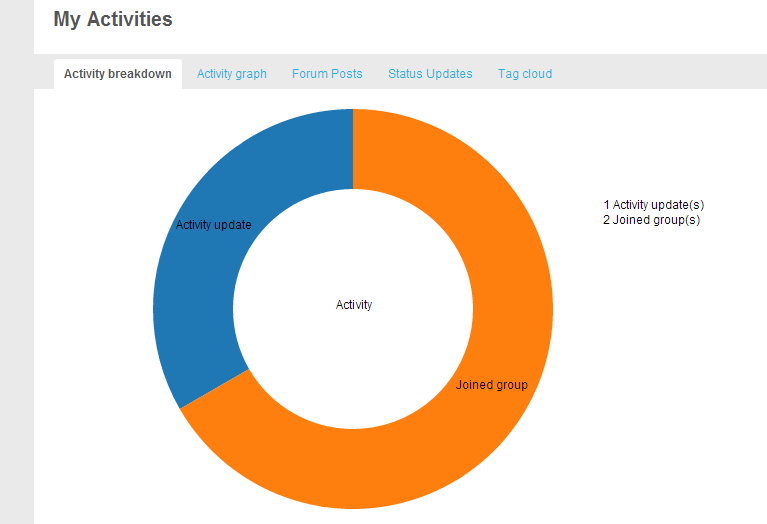 My Activities
Activity breakdown Activity graph Forum Posts Status Updates Tag cloud
1 Activity update(s)
2 Joined group(s)
Activity update
Activity
Joined group